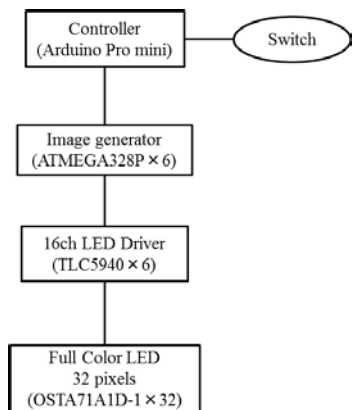 Controller
(Arduino Pro mini)
Switch
Image generator
(ATMEGA328P × 6)
16ch LED Driver
(TLC5940 × 6)
Full Color LED
32 pixels
(OSTA71A1D-1 × 32)